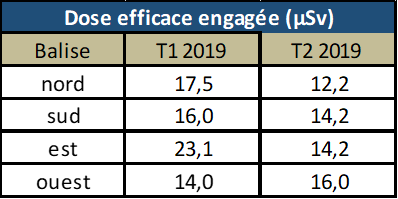 Dose efficace engagée (µSv)
Balise T1 2019 T2 2019
nord 17,5 12,2
sud 16,0 14,2
est 23,1 14,2
ouest 14,0 16,0